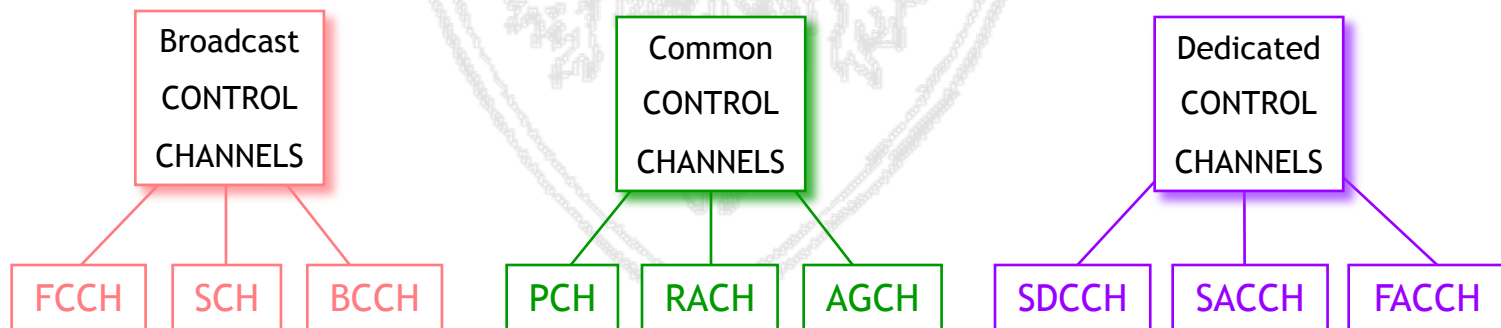 Broadcast
CONTROL
CHANNELS
Common
CONTROL
CHANNELS
Dedicated
CONTROL
CHANNELS
FCCH SCH BCCH PCH RACH AGCH SDCCH SACCH FACCH